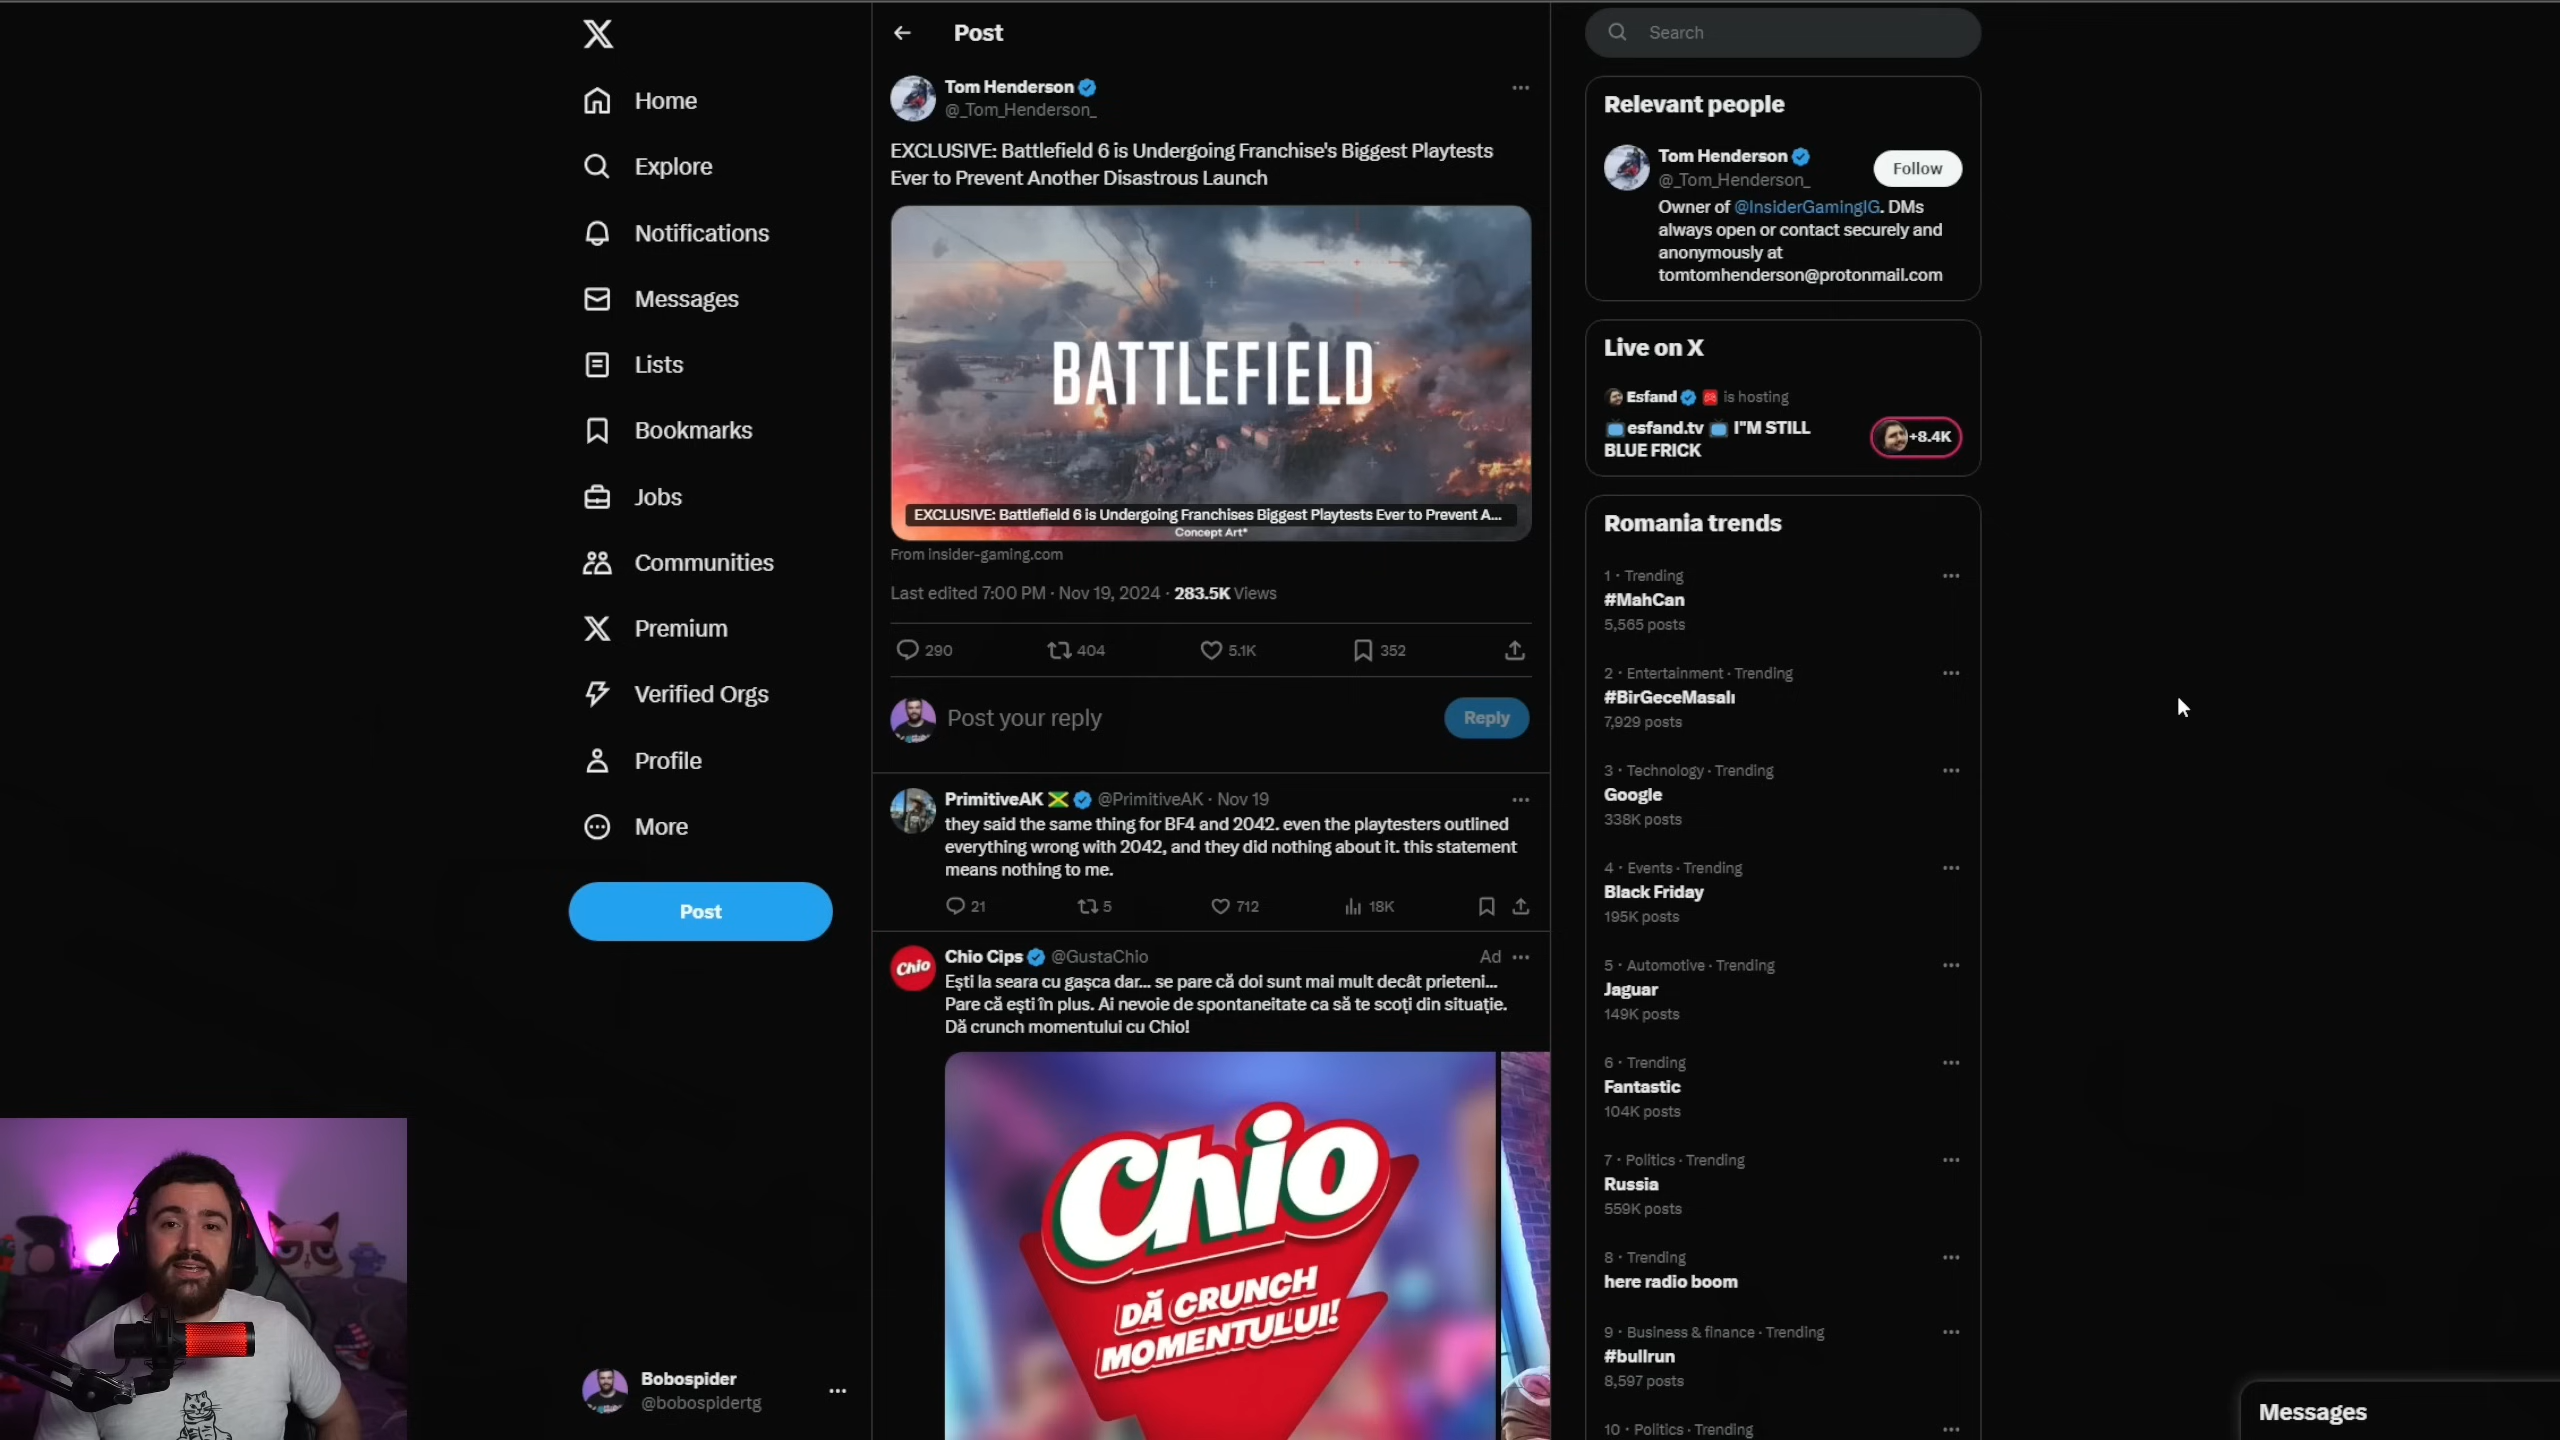 Home
Explore
Notifications
Messages
Lists
Bookmarks
Jobs
Communities
Premium
Verified Orgs
Profile
More
Post
Bobospider
@bobospidertg
Post
Tom Henderson
@_Tom_Henderson_
EXCLUSIVE: Battlefield 6 is Undergoing Franchise's Biggest Playtests
Ever to Prevent Another Disastrous Launch
BATTLEFIELD
EXCLUSIVE: Battlefield 6 is Undergoing Franchises Biggest Playtests Ever to Prevent A...
Concept Art*
From insider-gaming.com
Last edited 7:00 PM · Nov 19, 2024 · 283.5K Views
290 404 5.1K 352
Post your reply
Reply
PrimitiveAK @PrimitiveAK · Nov 19
they said the same thing for BF4 and 2042. even the playtesters outlined
everything wrong with 2042, and they did nothing about it. this statement
means nothing to me.
21 5 712 18K
Chio Cips @GustaChio Ad
Ești la seara cu gașca dar... se pare că doi sunt mai mult decât prieteni...
Pare că ești în plus. Ai nevoie de spontaneitate ca să te scoți din situație.
Dă crunch momentului cu Chio!
Chio
Chio
DĂ CRUNCH
MOMENTULUI!
Search
Relevant people
Tom Henderson
@_Tom_Henderson_
Follow
Owner of @InsiderGamingIG. DMs
always open or contact securely and
anonymously at
tomtomhenderson@protonmail.com
Live on X
Esfand is hosting
esfand.tv I"M STILL
BLUE FRICK
+8.4K
Romania trends
1 · Trending
#MahCan
5,565 posts
2 · Entertainment · Trending
#BirGeceMasalı
7,929 posts
3 · Technology · Trending
Google
338K posts
4 · Events · Trending
Black Friday
195K posts
5 · Automotive · Trending
Jaguar
149K posts
6 · Trending
Fantastic
104K posts
7 · Politics · Trending
Russia
559K posts
8 · Trending
here radio boom
9 · Business & finance · Trending
#bullrun
8,597 posts
10 · Politics · Trending
Messages